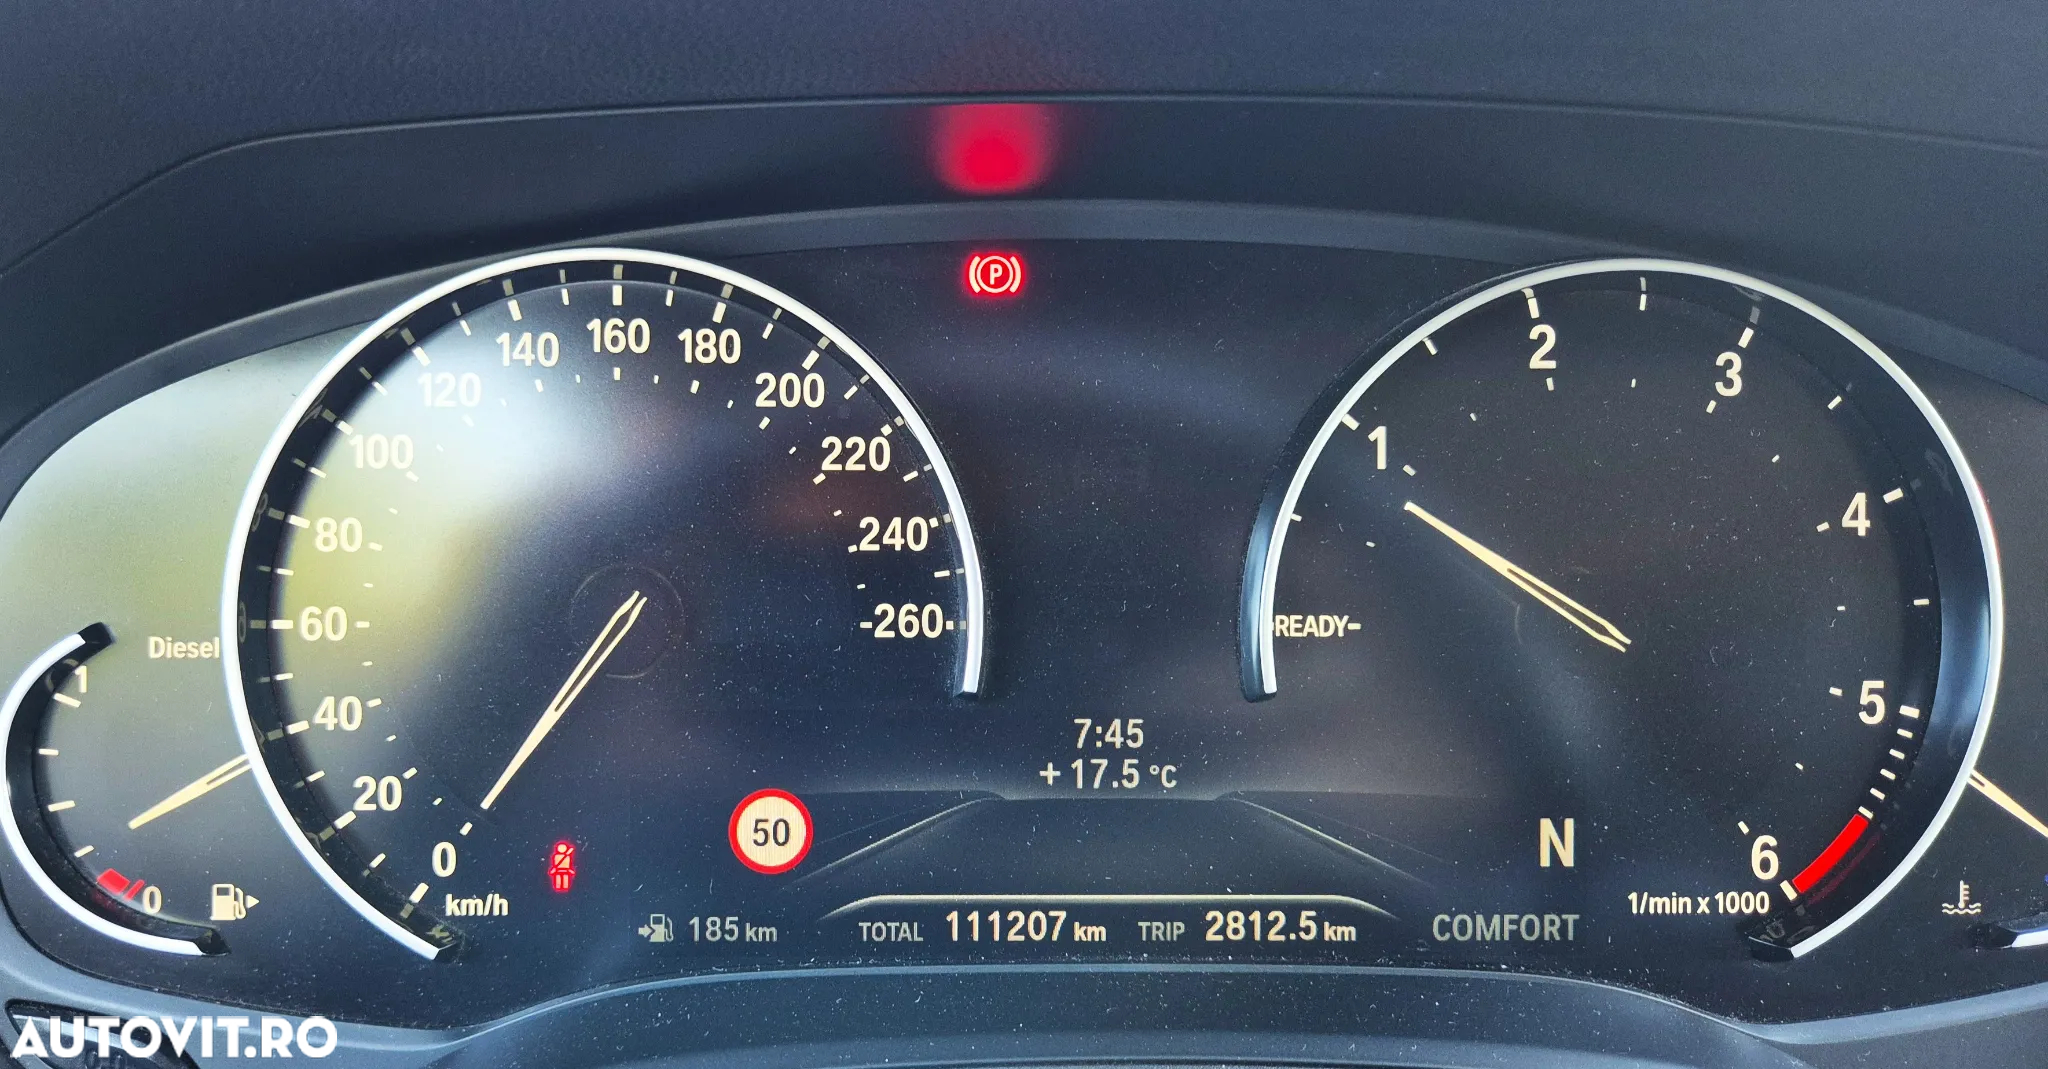 P
140 160 180
120 200
100 220
80 240
60 260
40
20
0
km/h
Diesel
1
0
2 3
1
4
READY
5
6
1/min x 1000
7:45
+ 17.5 °C
50
N
185 km TOTAL 111207 km TRIP 2812.5 km COMFORT
AUTOVIT.RO